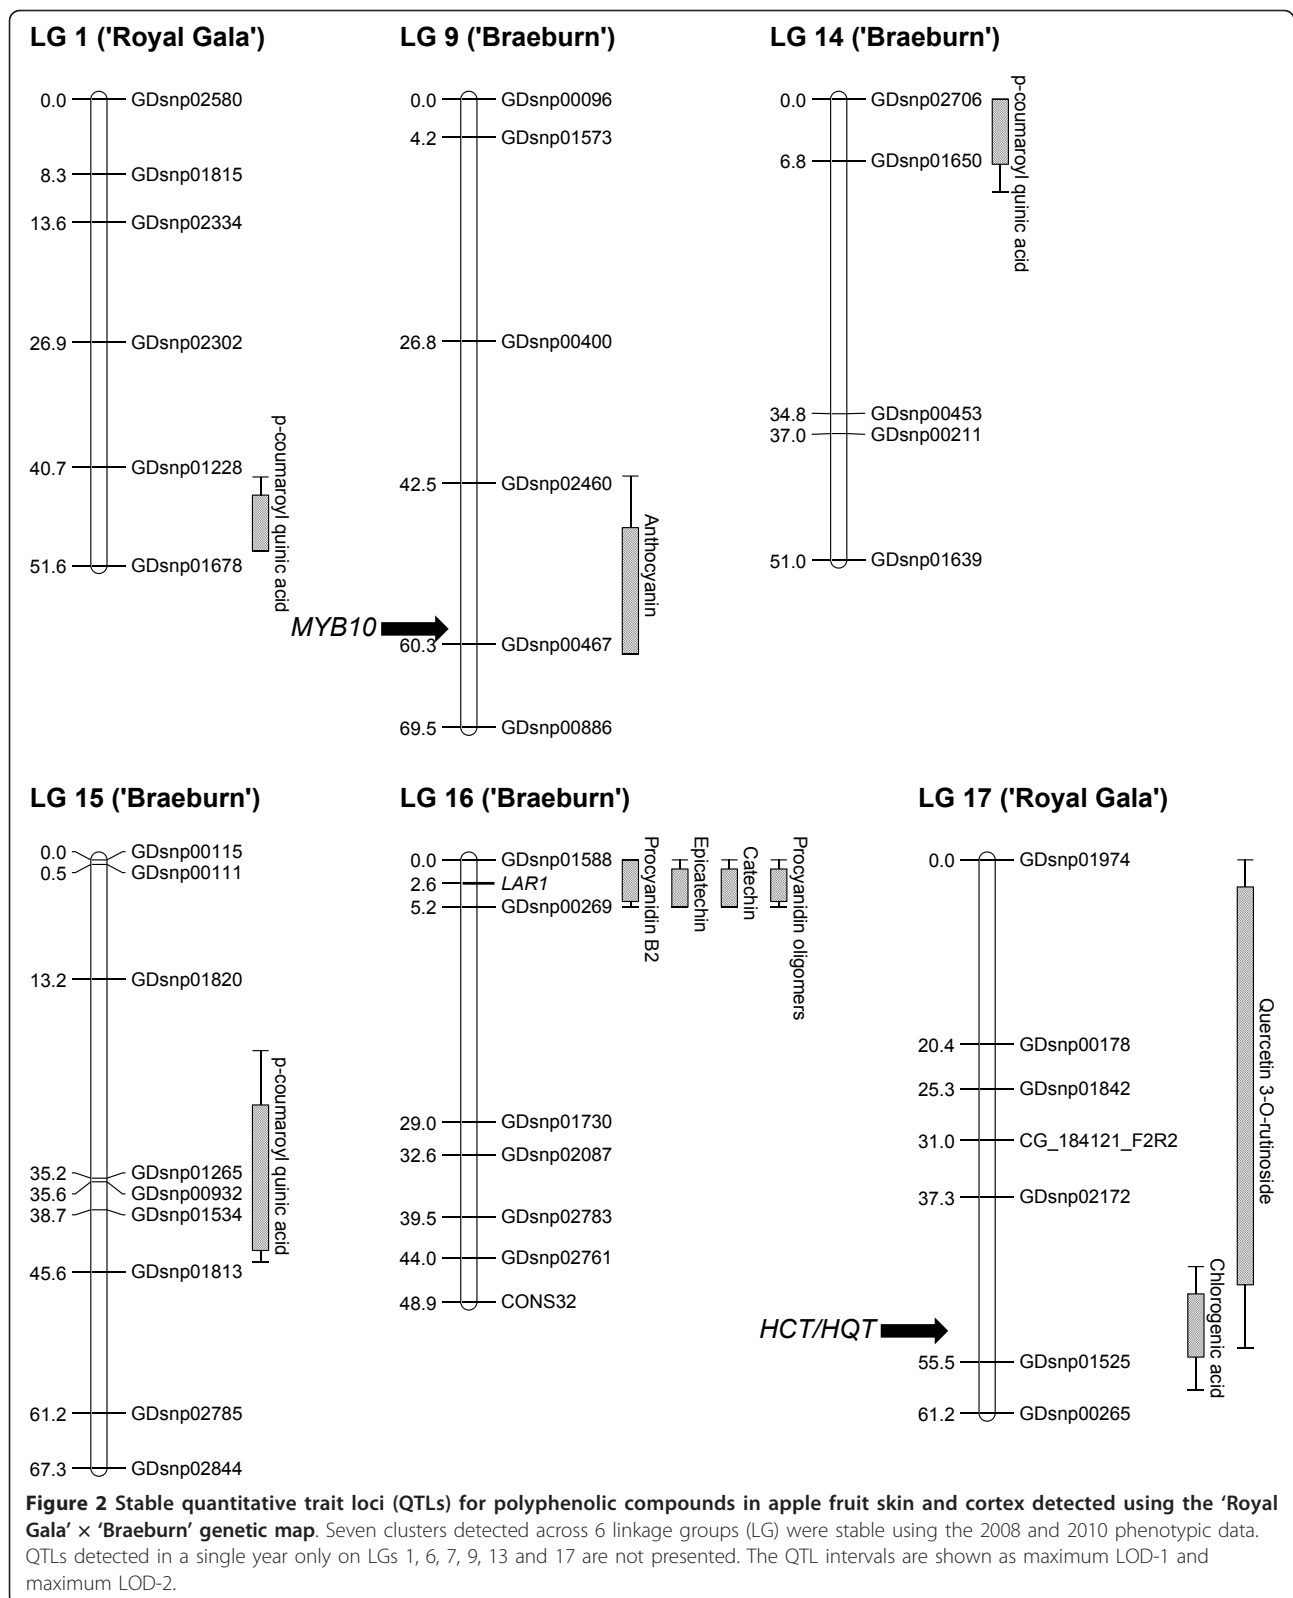 LG 1 ('Royal Gala')
0.0 GDsnp02580
8.3 GDsnp01815
13.6 GDsnp02334
26.9 GDsnp02302
40.7 GDsnp01228
51.6 GDsnp01678
p-coumaroyl quinic acid
LG 9 ('Braeburn')
0.0 GDsnp00096
4.2 GDsnp01573
26.8 GDsnp00400
42.5 GDsnp02460
60.3 GDsnp00467
69.5 GDsnp00886
MYB10
Anthocyanin
LG 14 ('Braeburn')
0.0 GDsnp02706
6.8 GDsnp01650
34.8 GDsnp00453
37.0 GDsnp00211
51.0 GDsnp01639
p-coumaroyl quinic acid
LG 15 ('Braeburn')
0.0 GDsnp00115
0.5 GDsnp00111
13.2 GDsnp01820
35.2 GDsnp01265
35.6 GDsnp00932
38.7 GDsnp01534
45.6 GDsnp01813
61.2 GDsnp02785
67.3 GDsnp02844
p-coumaroyl quinic acid
LG 16 ('Braeburn')
0.0 GDsnp01588
2.6 LAR1
5.2 GDsnp00269
29.0 GDsnp01730
32.6 GDsnp02087
39.5 GDsnp02783
44.0 GDsnp02761
48.9 CONS32
Procyanidin B2
Epicatechin
Catechin
Procyanidin oligomers
LG 17 ('Royal Gala')
0.0 GDsnp01974
20.4 GDsnp00178
25.3 GDsnp01842
31.0 CG_184121_F2R2
37.3 GDsnp02172
55.5 GDsnp01525
61.2 GDsnp00265
HCT/HQT
Chlorogenic acid
Quercetin 3-O-rutinoside
Figure 2 Stable quantitative trait loci (QTLs) for polyphenolic compounds in apple fruit skin and cortex detected using the ‘Royal
Gala’ × ‘Braeburn’ genetic map. Seven clusters detected across 6 linkage groups (LG) were stable using the 2008 and 2010 phenotypic data.
QTLs detected in a single year only on LGs 1, 6, 7, 9, 13 and 17 are not presented. The QTL intervals are shown as maximum LOD-1 and
maximum LOD-2.